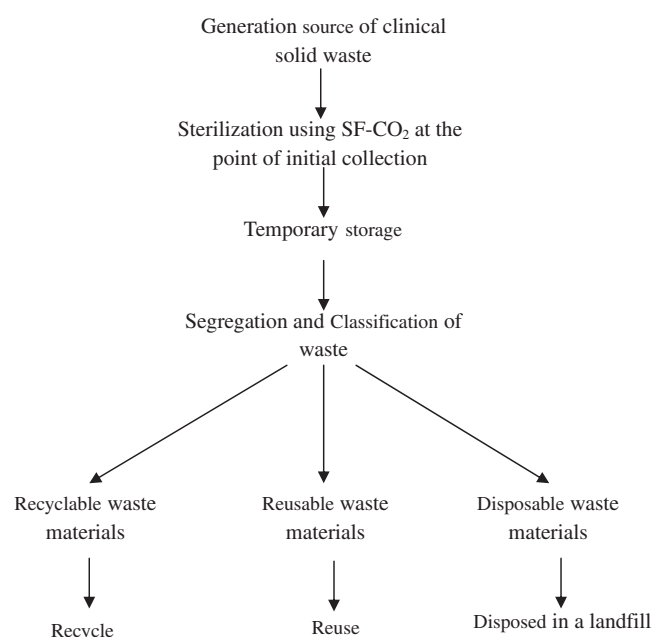 Generation source of clinical
solid waste
Sterilization using SF-CO₂ at the
point of initial collection
Temporary storage
Segregation and Classification of
waste
Recyclable waste
materials
Reusable waste
materials
Disposable waste
materials
Recycle
Reuse
Disposed in a landfill